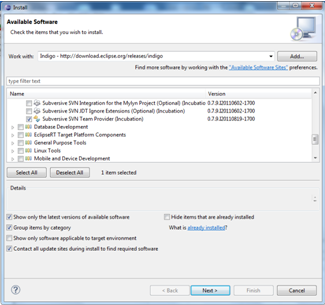 Install
Available Software
Check the items that you wish to install.
Work with: Indigo - http://download.eclipse.org/releases/indigo
Add...
Find more software by working with the "Available Software Sites" preferences.
type filter text
Name Version
Subversive SVN Integration for the Mylyn Project (Optional) (Incubatio 0.7.9.I20110602-1700
Subversive SVN JDT Ignore Extensions (Optional) (Incubation) 0.7.9.I20110602-1700
Subversive SVN Team Provider (Incubation) 0.7.9.I20110819-1700
Database Development
EclipseRT Target Platform Components
General Purpose Tools
Linux Tools
Mobile and Device Development
Select All Deselect All 1 item selected
Details
Show only the latest versions of available software Hide items that are already installed
Group items by category What is already installed?
Show only software applicable to target environment
Contact all update sites during install to find required software
? < Back Next > Finish Cancel